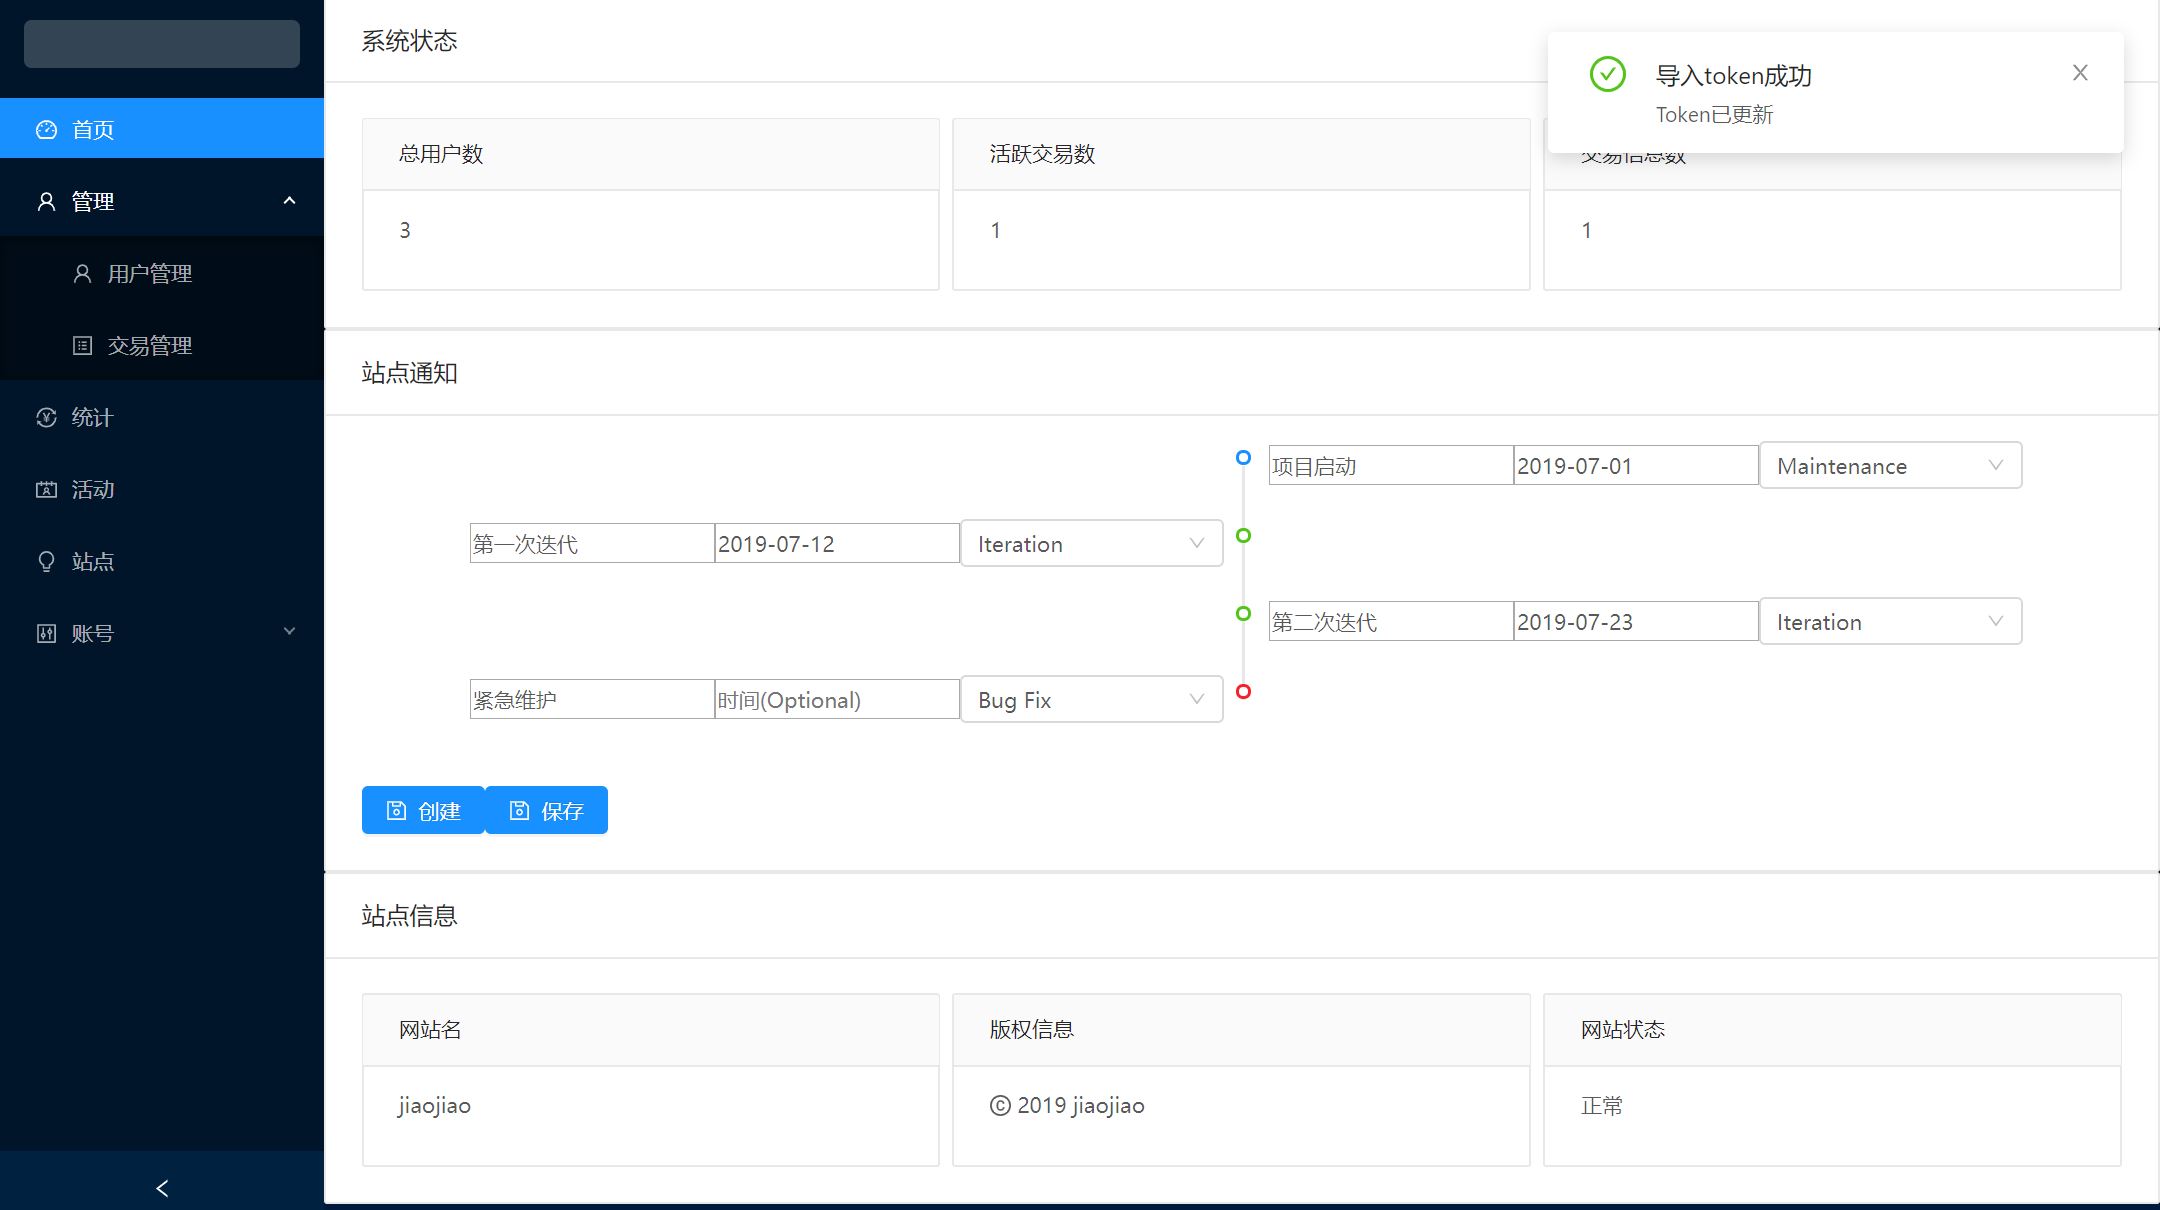 首页
管理
用户管理
交易管理
统计
活动
站点
账号
系统状态
导入token成功
Token已更新
总用户数
活跃交易数
交易信息数
3
1
1
站点通知
项目启动 2019-07-01 Maintenance
第一次迭代 2019-07-12 Iteration
第二次迭代 2019-07-23 Iteration
紧急维护 时间(Optional) Bug Fix
创建 保存
站点信息
网站名
版权信息
网站状态
jiaojiao
© 2019 jiaojiao
正常